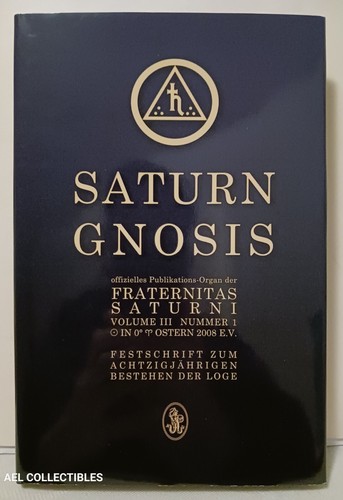 ♄
SATURN
GNOSIS
offizielles Publikations-Organ der
FRATERNITAS
SATURNI
VOLUME III NUMMER 1
☉ IN 0° ♈ OSTERN 2008 E.V.
FESTSCHRIFT ZUM
ACHTZIGJÄHRIGEN
BESTEHEN DER LOGE
AEL COLLECTIBLES